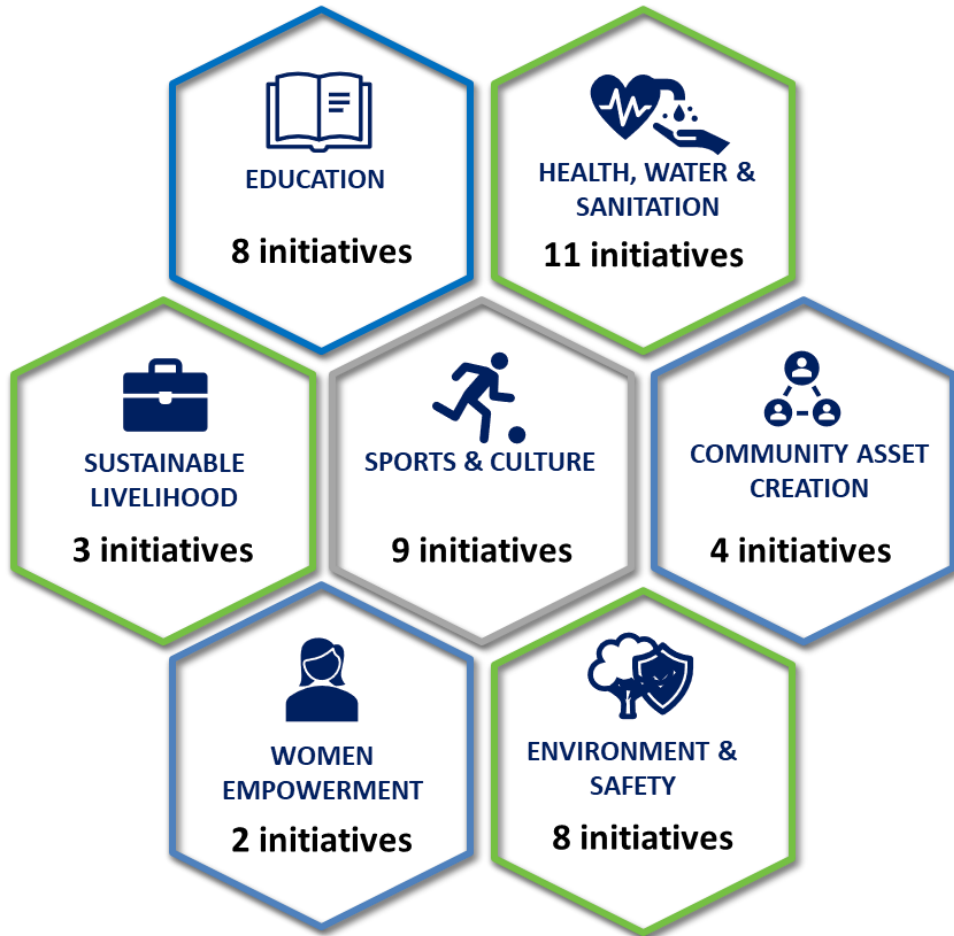 EDUCATION
8 initiatives
HEALTH, WATER &
SANITATION
11 initiatives
SUSTAINABLE
LIVELIHOOD
3 initiatives
SPORTS & CULTURE
9 initiatives
COMMUNITY ASSET
CREATION
4 initiatives
WOMEN
EMPOWERMENT
2 initiatives
ENVIRONMENT &
SAFETY
8 initiatives